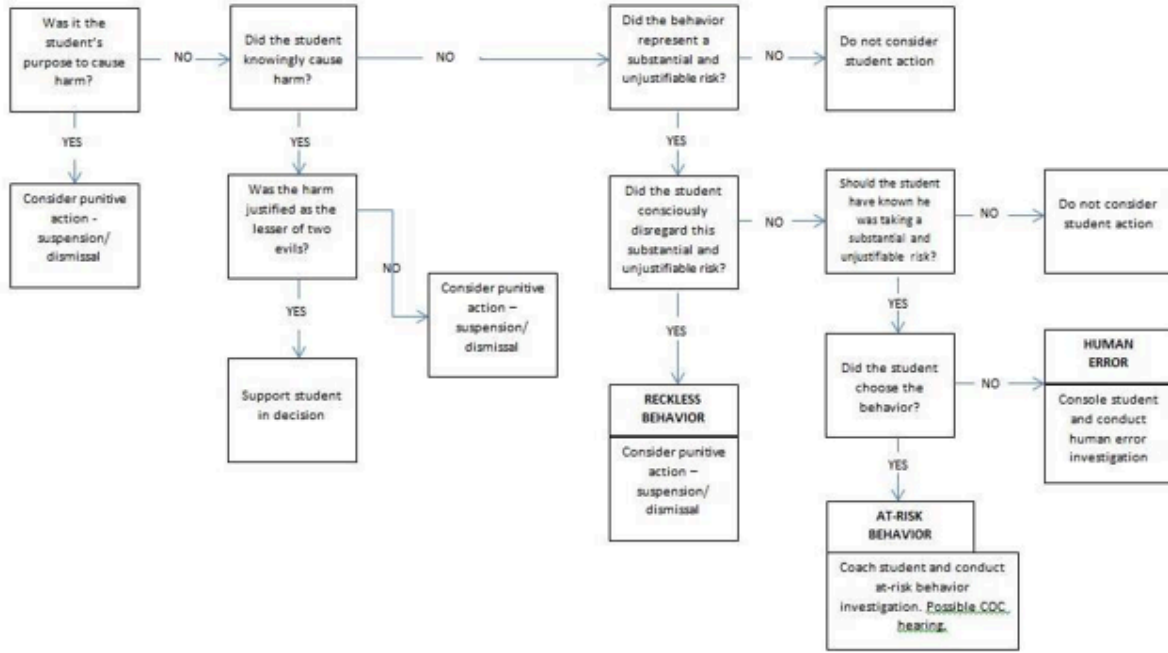 Was it the
student's
purpose to cause
harm?
NO
Did the student
knowingly cause
harm?
NO
Did the behavior
represent a
substantial and
unjustifiable risk?
NO
Do not consider
student action
YES
YES
YES
Consider punitive
action -
suspension/
dismissal
Was the harm
justified as the
lesser of two
evils?
NO
Consider punitive
action –
suspension/
dismissal
YES
Support student
in decision
Did the student
consciously
disregard this
substantial and
unjustifiable risk?
NO
Should the student
have known he
was taking a
substantial and
unjustifiable risk?
NO
Do not consider
student action
YES
RECKLESS
BEHAVIOR
Consider punitive
action –
suspension/
dismissal
YES
Did the student
choose the
behavior?
NO
HUMAN
ERROR
Console student
and conduct
human error
investigation
YES
AT-RISK
BEHAVIOR
Coach student and conduct
at-risk behavior
investigation. Possible COC
hearing.